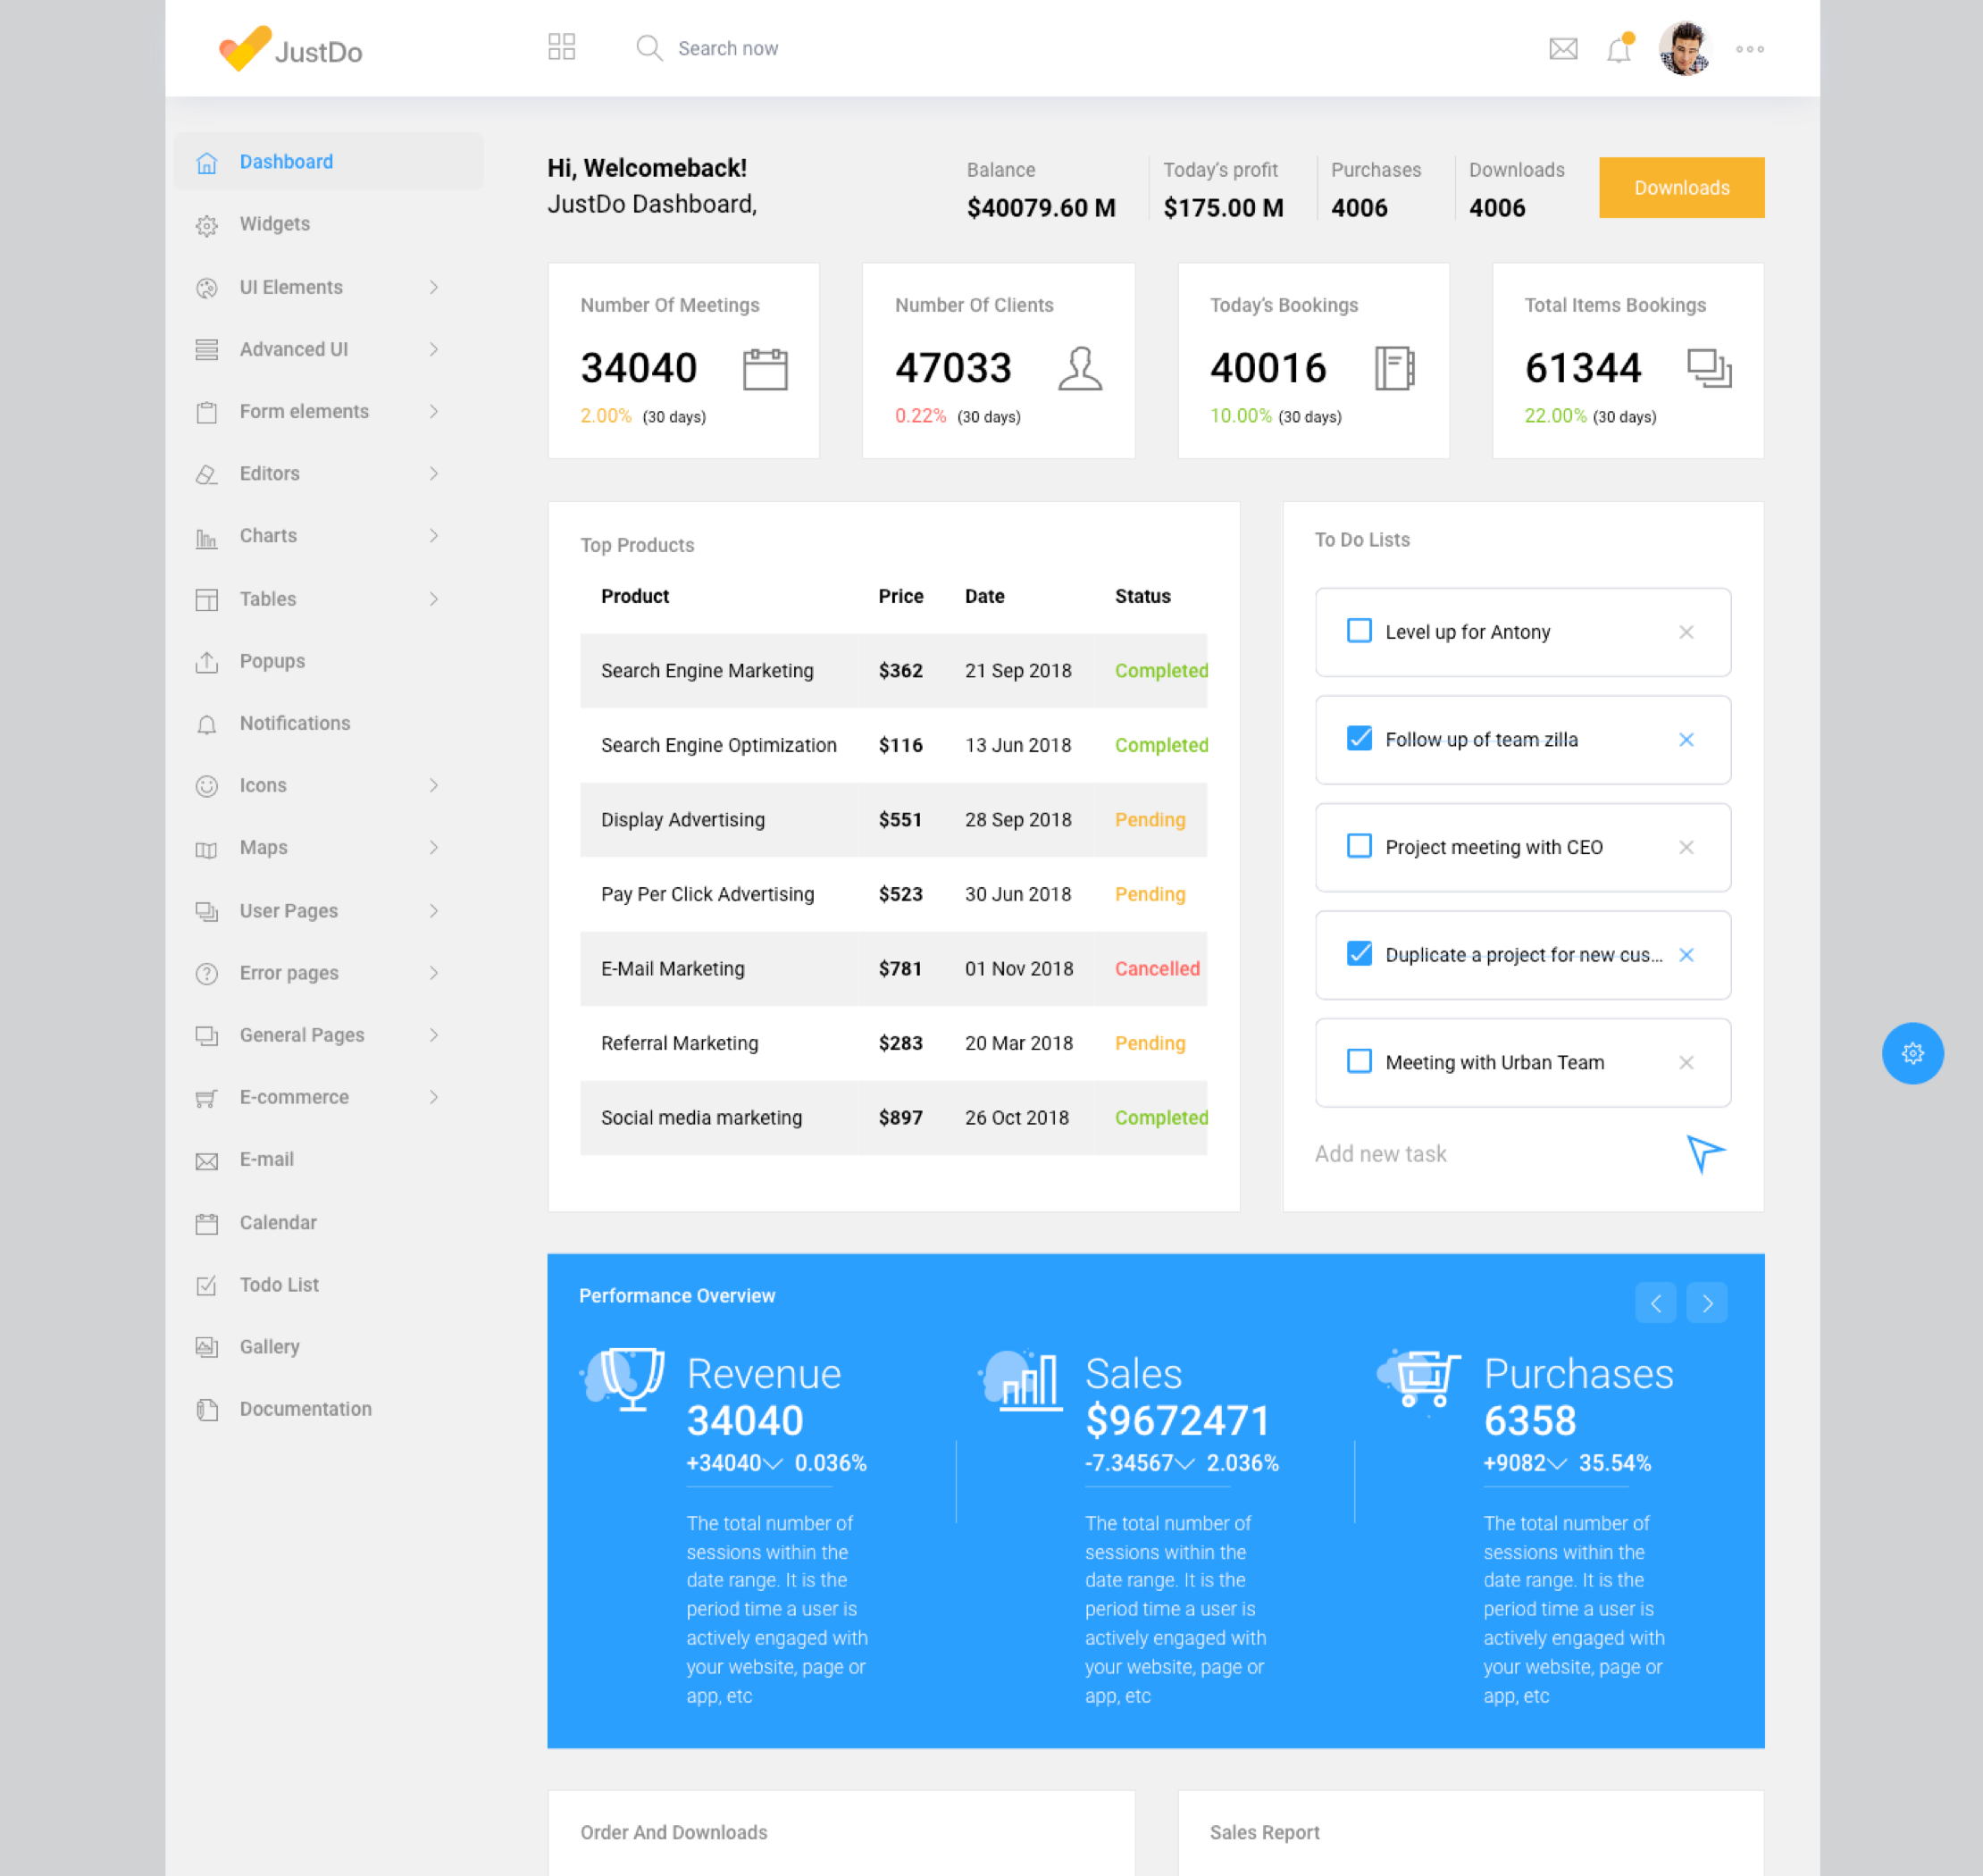 JustDo
Search now
Dashboard
Widgets
UI Elements
Advanced UI
Form elements
Editors
Charts
Tables
Popups
Notifications
Icons
Maps
User Pages
Error pages
General Pages
E-commerce
E-mail
Calendar
Todo List
Gallery
Documentation
Hi, Welcomeback!
JustDo Dashboard,
Balance
$40079.60 M
Today's profit
$175.00 M
Purchases
4006
Downloads
4006
Downloads
Number Of Meetings
34040
2.00% (30 days)
Number Of Clients
47033
0.22% (30 days)
Today's Bookings
40016
10.00% (30 days)
Total Items Bookings
61344
22.00% (30 days)
Top Products
Product Price Date Status
Search Engine Marketing $362 21 Sep 2018 Completed
Search Engine Optimization $116 13 Jun 2018 Completed
Display Advertising $551 28 Sep 2018 Pending
Pay Per Click Advertising $523 30 Jun 2018 Pending
E-Mail Marketing $781 01 Nov 2018 Cancelled
Referral Marketing $283 20 Mar 2018 Pending
Social media marketing $897 26 Oct 2018 Completed
To Do Lists
Level up for Antony
Follow up of team zilla
Project meeting with CEO
Duplicate a project for new cus...
Meeting with Urban Team
Add new task
Performance Overview
Revenue
34040
+34040 0.036%
The total number of
sessions within the
date range. It is the
period time a user is
actively engaged with
your website, page or
app, etc
Sales
$9672471
-7.34567 2.036%
The total number of
sessions within the
date range. It is the
period time a user is
actively engaged with
your website, page or
app, etc
Purchases
6358
+9082 35.54%
The total number of
sessions within the
date range. It is the
period time a user is
actively engaged with
your website, page or
app, etc
Order And Downloads
Sales Report